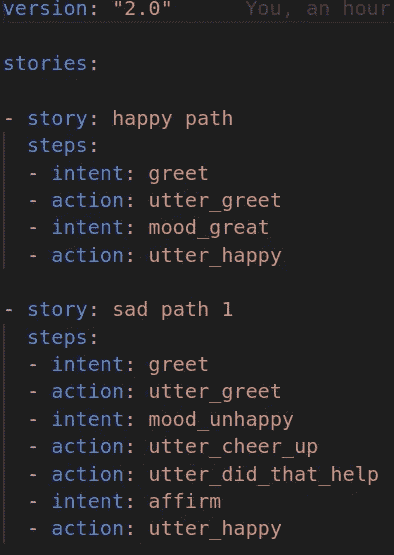 version: "2.0" You, an hour
stories:
- story: happy path
steps:
- intent: greet
- action: utter_greet
- intent: mood_great
- action: utter_happy
- story: sad path 1
steps:
- intent: greet
- action: utter_greet
- intent: mood_unhappy
- action: utter_cheer_up
- action: utter_did_that_help
- intent: affirm
- action: utter_happy